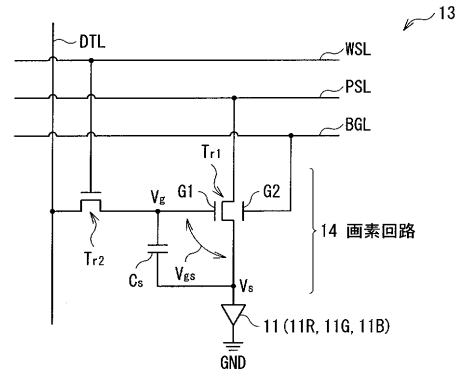 13
DTL
WSL
PSL
BGL
Tr1
G1
G2
Vg
Tr2
Cs
Vgs
Vs
14 画素回路
11 (11R, 11G, 11B)
GND